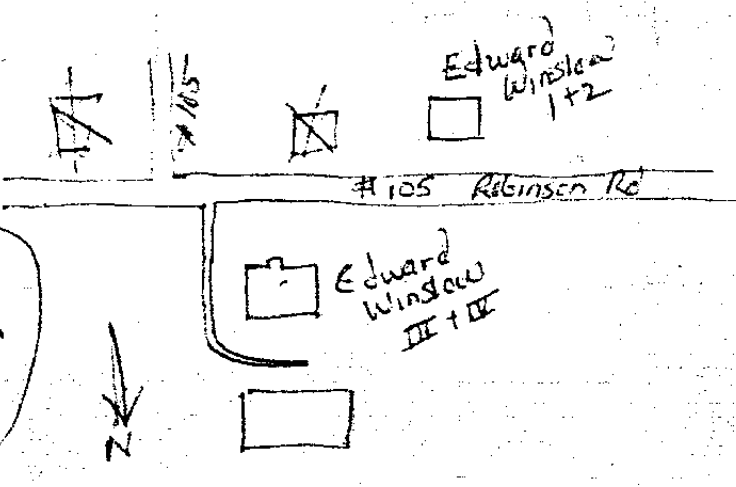 Edward
Winslow
1+2
#105
#105 Robinson Rd
Edward
Winslow
III + IV
N